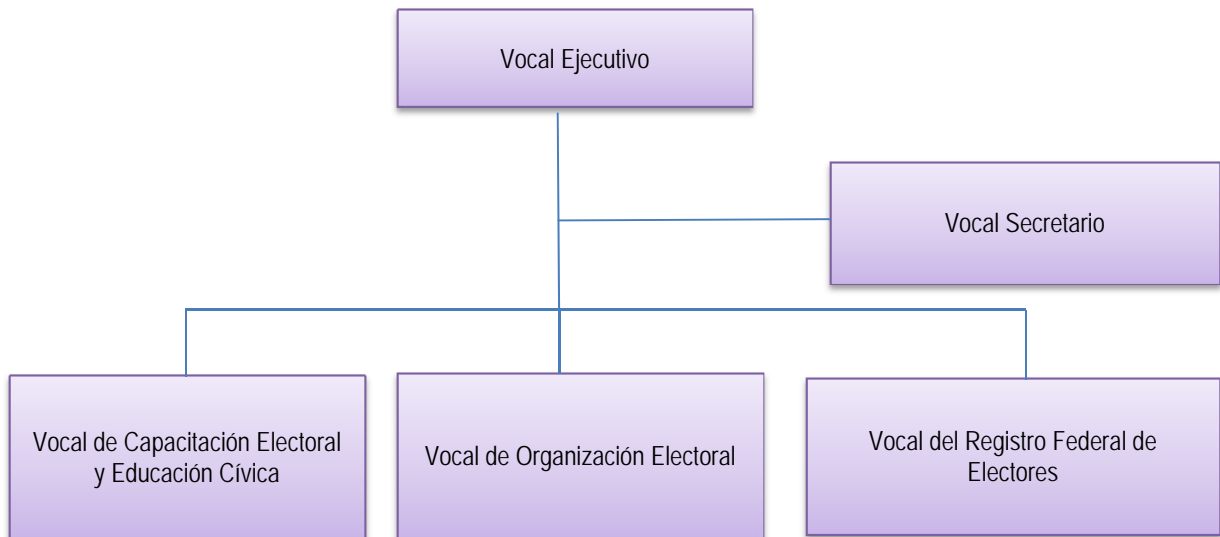 Vocal Ejecutivo
Vocal Secretario
Vocal de Capacitación Electoral
y Educación Cívica
Vocal de Organización Electoral
Vocal del Registro Federal de
Electores